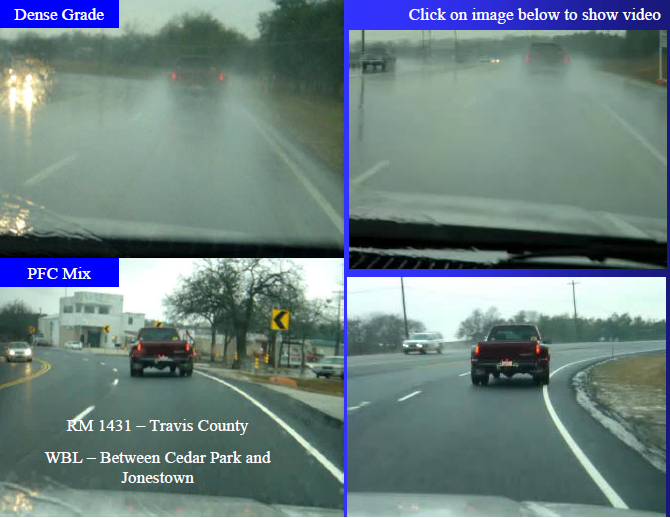 Dense Grade
Click on image below to show video
PFC Mix
RM 1431 – Travis County
WBL – Between Cedar Park and
Jonestown